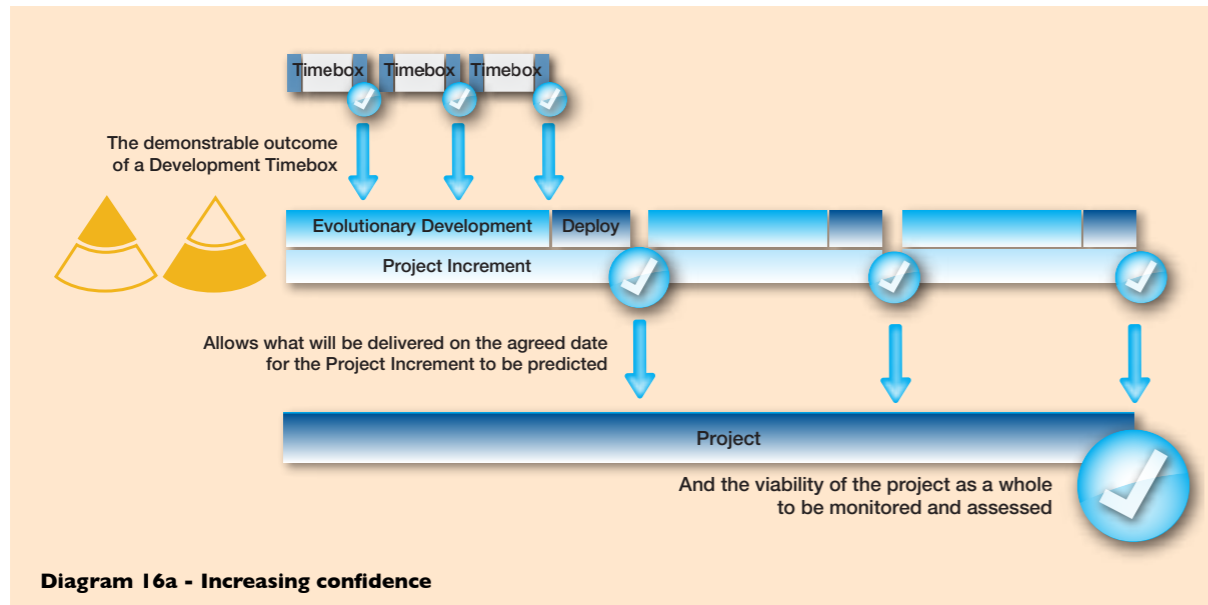 Timebox Timebox Timebox
The demonstrable outcome
of a Development Timebox
Evolutionary Development Deploy
Project Increment
Allows what will be delivered on the agreed date
for the Project Increment to be predicted
Project
And the viability of the project as a whole
to be monitored and assessed
Diagram 16a - Increasing confidence